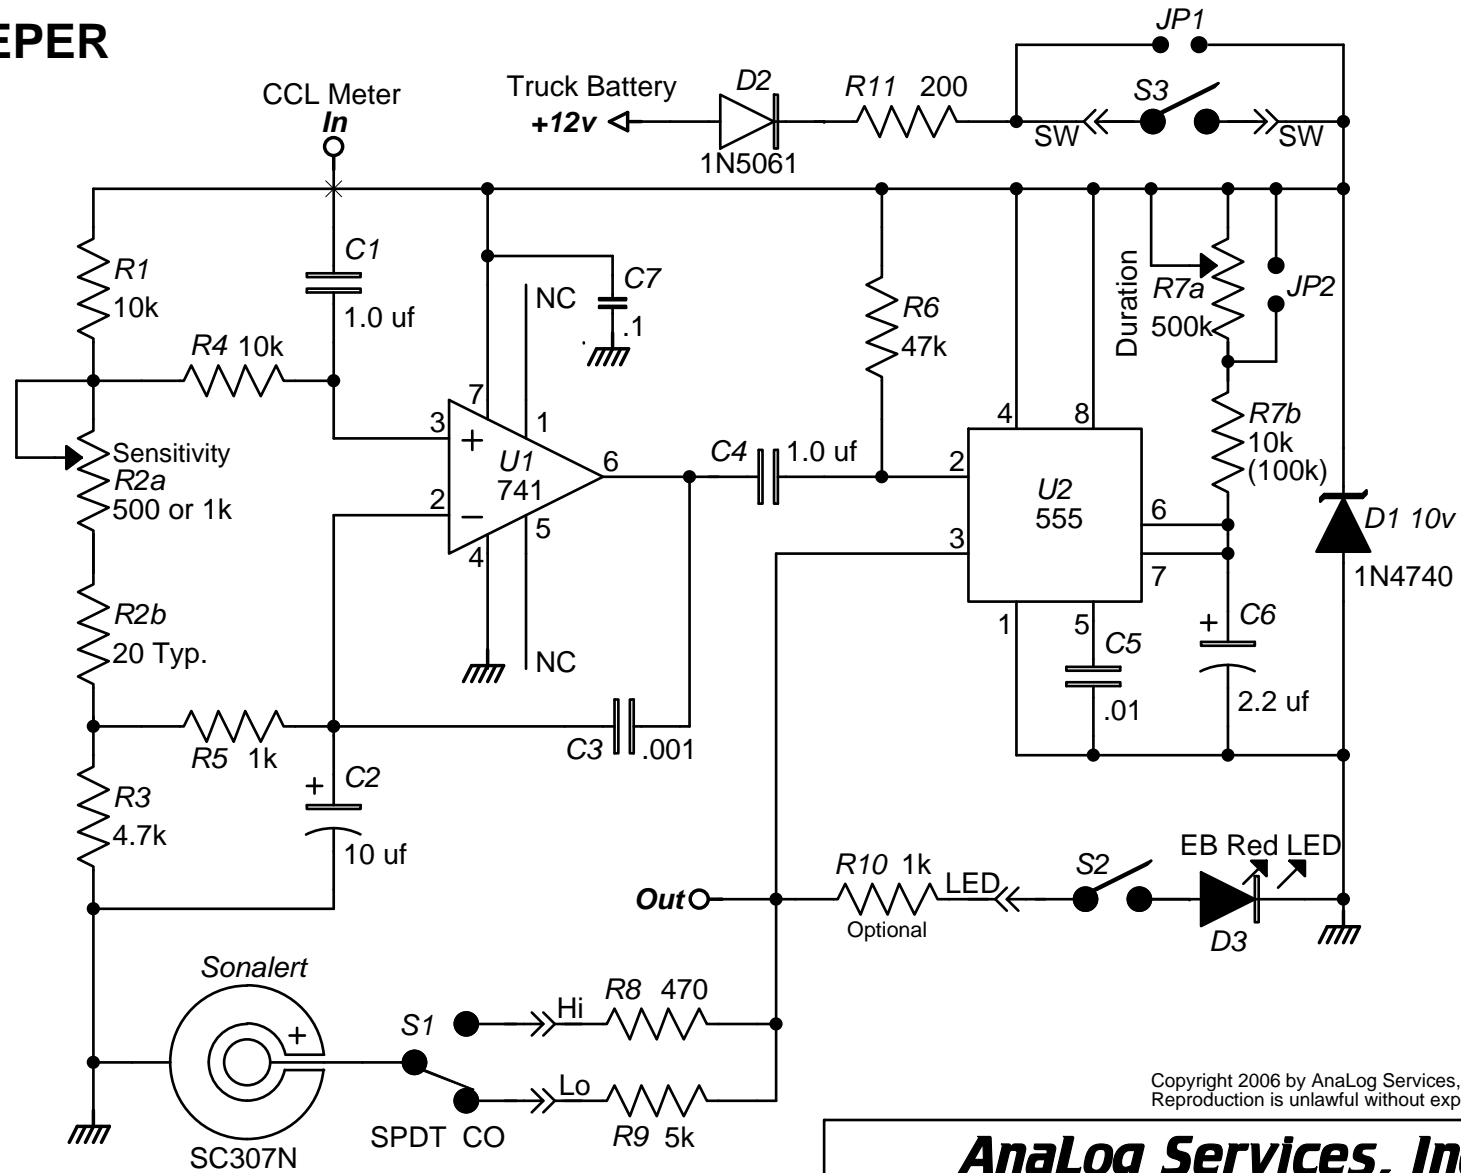 EPER
JP1
CCL Meter
In
Truck Battery
+12v
D2
1N5061
R11 200
S3
SW
SW
R1
10k
C1
1.0 uf
C7
.1
NC
R6
47k
Duration
R7a
500k
JP2
R4 10k
7
3
1
+
U1
741
6
2
−
5
4
NC
Sensitivity
R2a
500 or 1k
C4 1.0 uf
4
8
2
U2
555
3
6
7
1
5
R7b
10k
(100k)
D1 10v
1N4740
R2b
20 Typ.
C5
.01
+
C6
2.2 uf
R5 1k
C3
.001
+
C2
10 uf
R3
4.7k
Out
R10 1k
Optional
LED
S2
EB Red LED
D3
Sonalert
+
SC307N
S1
SPDT CO
Hi
R8 470
Lo
R9 5k
Copyright 2006 by AnaLog Services,
Reproduction is unlawful without exp
AnaLog Services, Inc